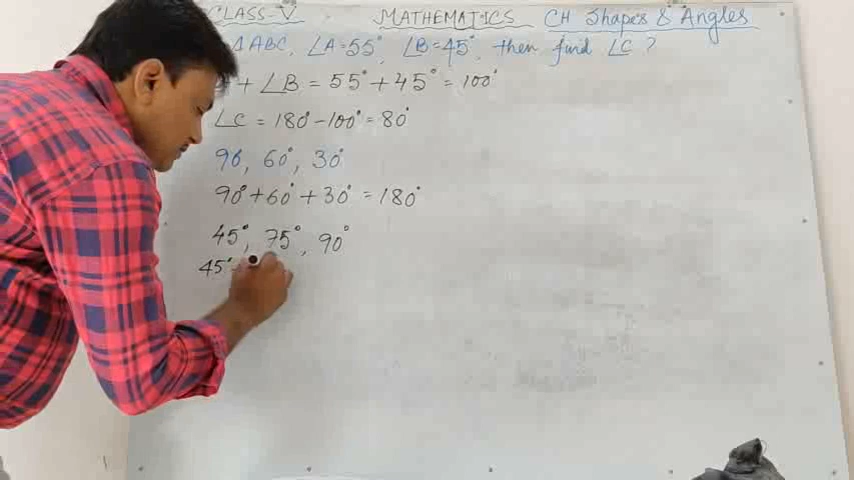 CLASS-V MATHEMATICS CH Shapes & Angles
Δ ABC, ∠A=55°, ∠B=45°, then find ∠C ?
+ ∠B = 55° + 45° = 100°
∠C = 180° - 100° = 80°
90°, 60°, 30°
90° + 60° + 30° = 180°
45°, 75°, 90°
45°